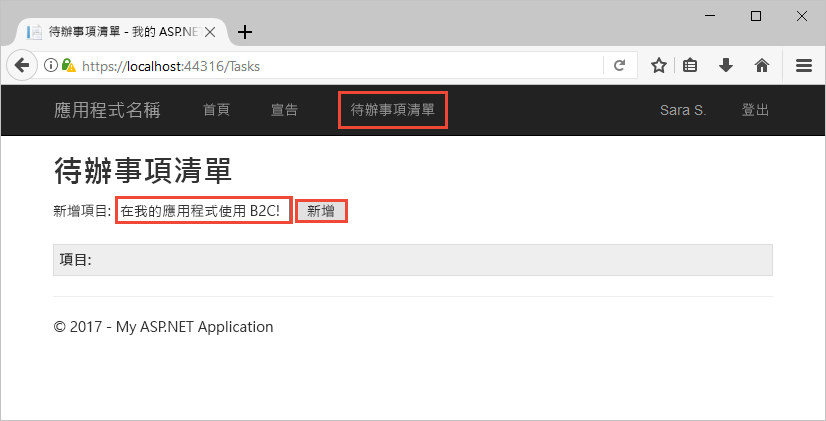 待辦事項清單 - 我的 ASP.NE
https://localhost:44316/Tasks
應用程式名稱 首頁 宣告 待辦事項清單 Sara S. 登出
待辦事項清單
新增項目: 在我的應用程式使用 B2C! 新增
項目:
© 2017 - My ASP.NET Application